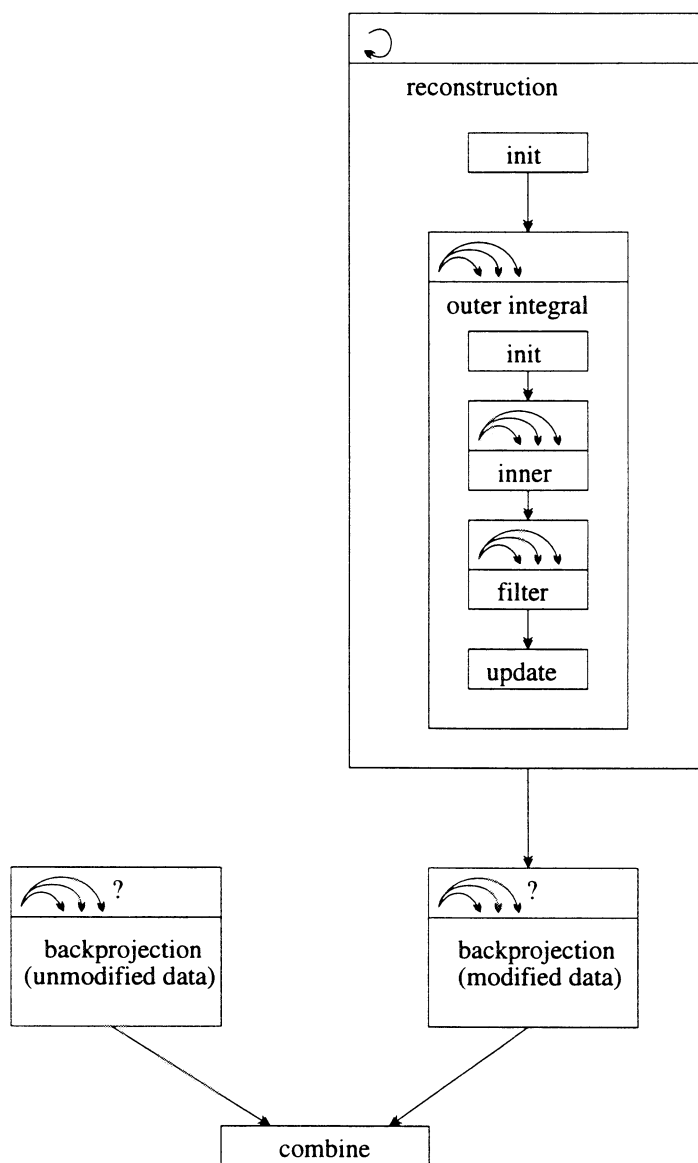 reconstruction
init
outer integral
init
inner
filter
update
?
backprojection
(unmodified data)
?
backprojection
(modified data)
combine